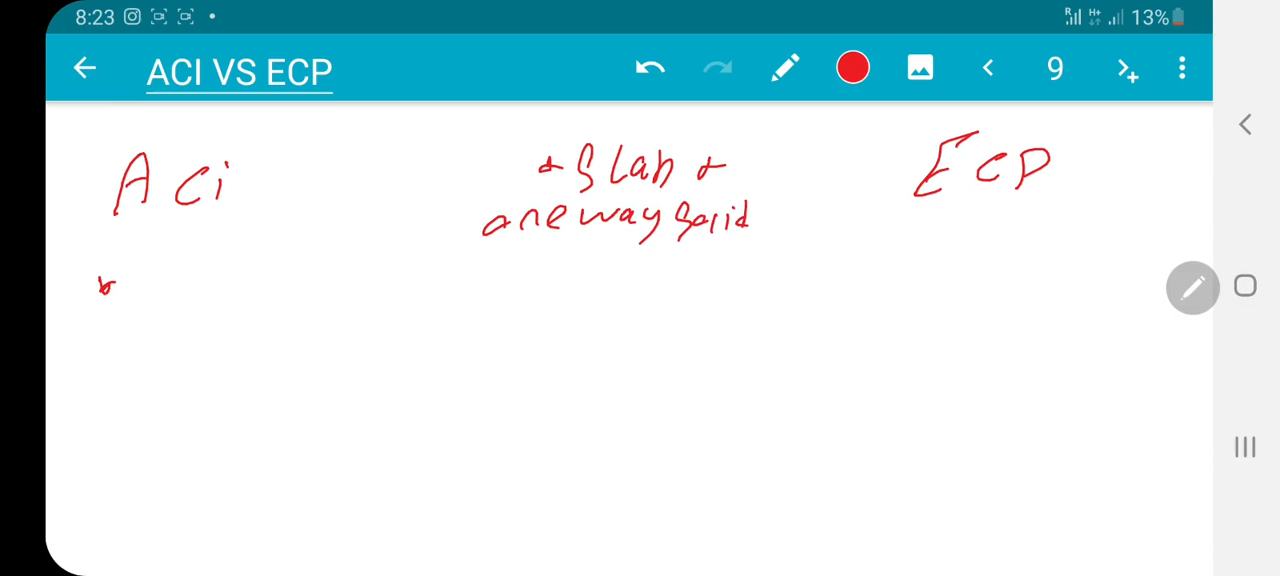 8:23 13%
ACI VS ECP 9
ACi
* Slab *
one way Solid
ECP
*